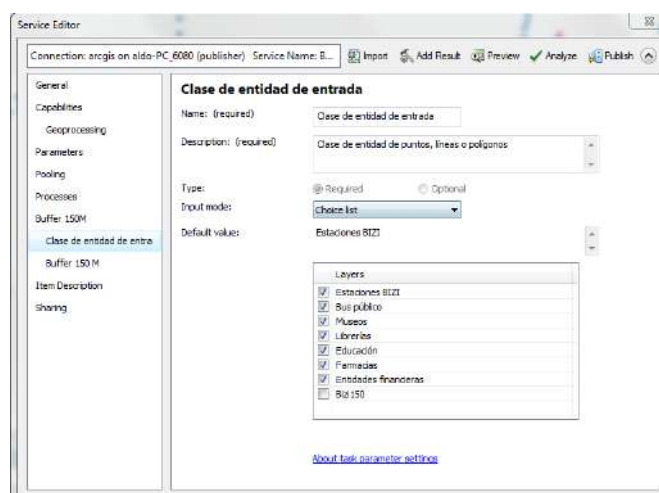 Service Editor
Connection: arcgis on aldo-PC_6080 (publisher) Service Name: B... Import Add Result Preview Analyze Publish
General
Capabilities
Geoprocessing
Parameters
Pooling
Processes
Buffer 150M
Clase de entidad de entra
Buffer 150 M
Item Description
Sharing
Clase de entidad de entrada
Name: (required) Clase de entidad de entrada
Description: (required) Clase de entidad de puntos, líneas o polígonos
Type: Required Optional
Input mode: Choice list
Default value: Estaciones BIZI
Layers
Estaciones BIZI
Bus público
Museos
Librerías
Educación
Farmacias
Entidades financieras
Bizi150
About task parameter settings